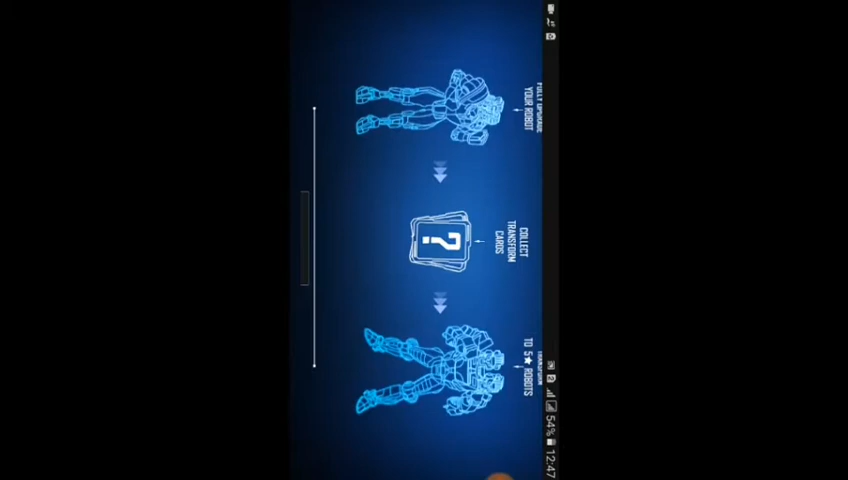 FULLY UPGRADE
YOUR ROBOT
COLLECT
TRANSFORM
CARDS
?
TRANSFORM
TO 5★ ROBOTS
54%
12:47